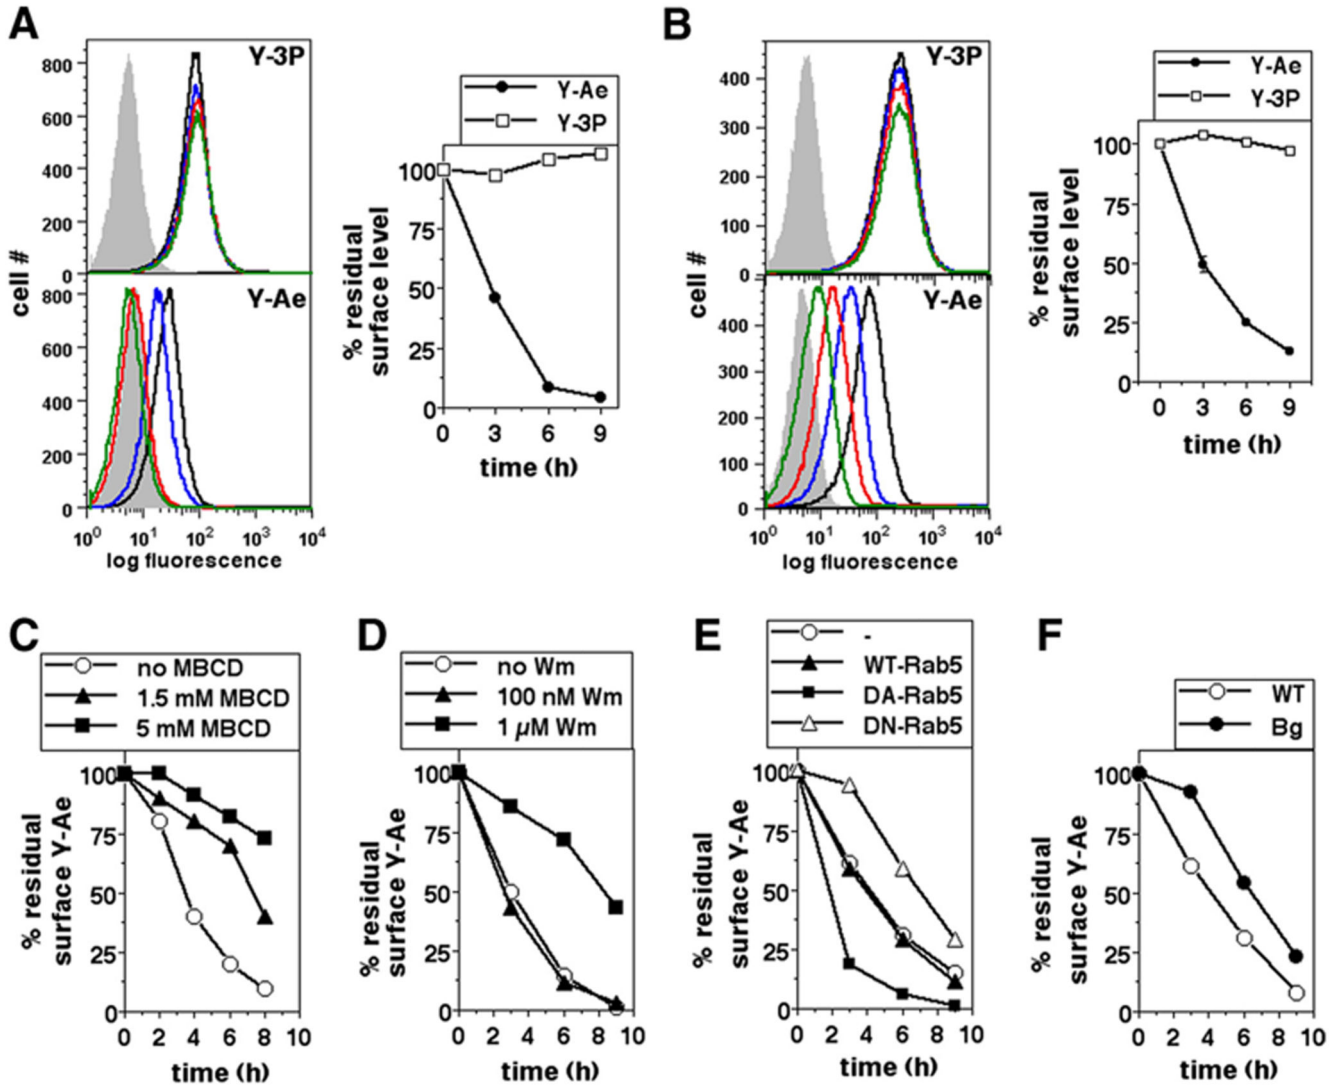 A
Y-3P
800
600
400
200
0
Y-Ae
800
600
400
200
0
cell #
10^0 10^1 10^2 10^3 10^4
log fluorescence
Y-Ae
Y-3P
100
75
50
25
0
% residual
surface level
0 3 6 9
time (h)
B
Y-3P
400
300
200
100
0
Y-Ae
400
300
200
100
0
cell #
10^0 10^1 10^2 10^3 10^4
log fluorescence
Y-Ae
Y-3P
100
75
50
25
0
% residual
surface level
0 3 6 9
time (h)
C
no MBCD
1.5 mM MBCD
5 mM MBCD
100
75
50
25
0
% residual
surface Y-Ae
0 2 4 6 8 10
time (h)
D
no Wm
100 nM Wm
1 µM Wm
100
75
50
25
0
% residual
surface Y-Ae
0 2 4 6 8 10
time (h)
E
-
WT-Rab5
DA-Rab5
DN-Rab5
100
75
50
25
0
% residual
surface Y-Ae
0 2 4 6 8 10
time (h)
F
WT
Bg
100
75
50
25
0
% residual
surface Y-Ae
0 2 4 6 8 10
time (h)